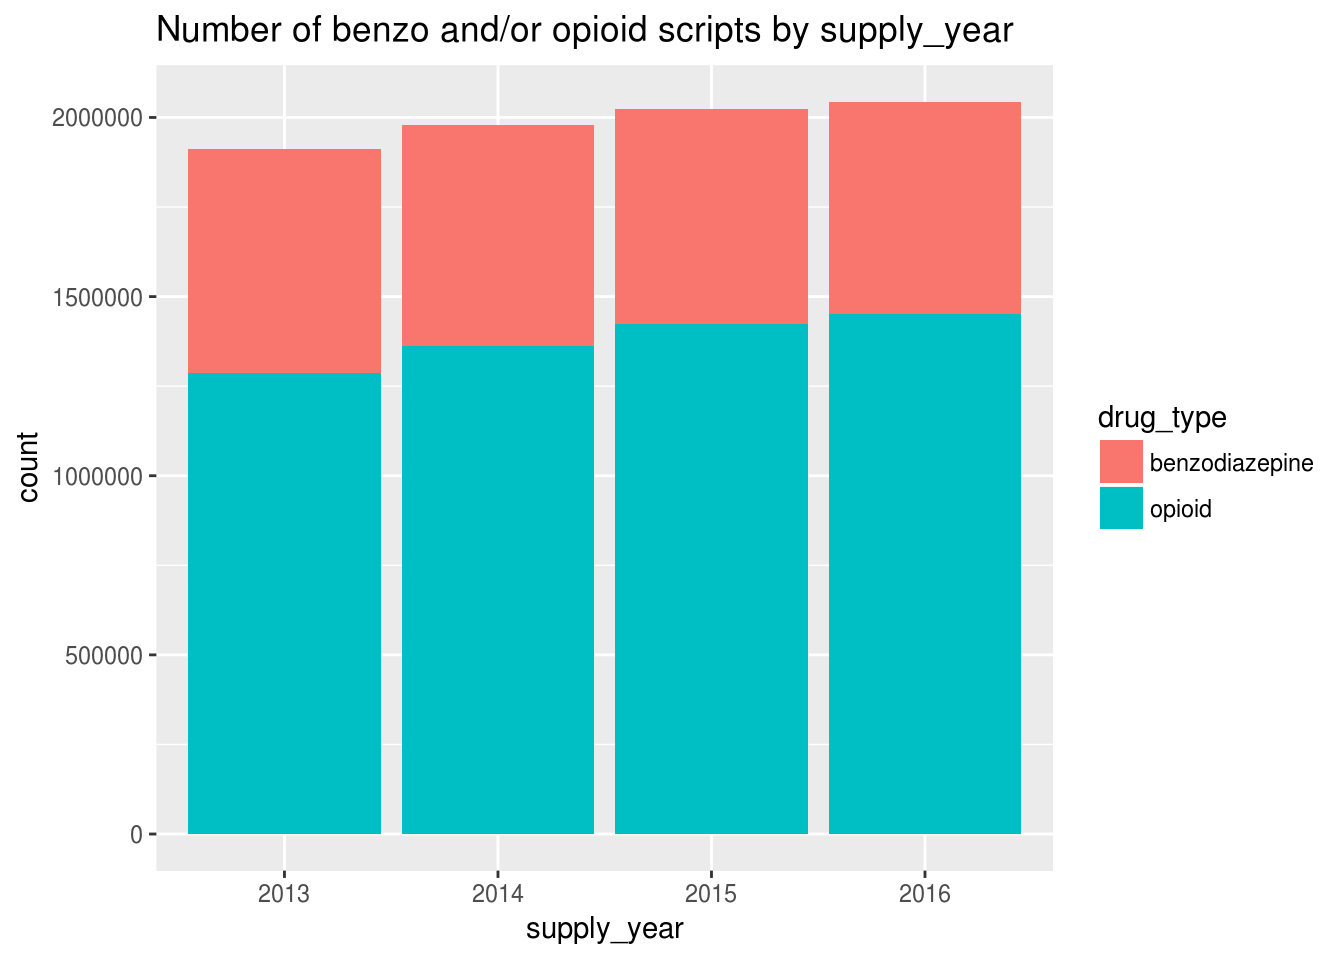 Number of benzo and/or opioid scripts by supply_year
2000000
1500000
1000000
500000
0
count
2013 2014 2015 2016
supply_year
drug_type
benzodiazepine
opioid